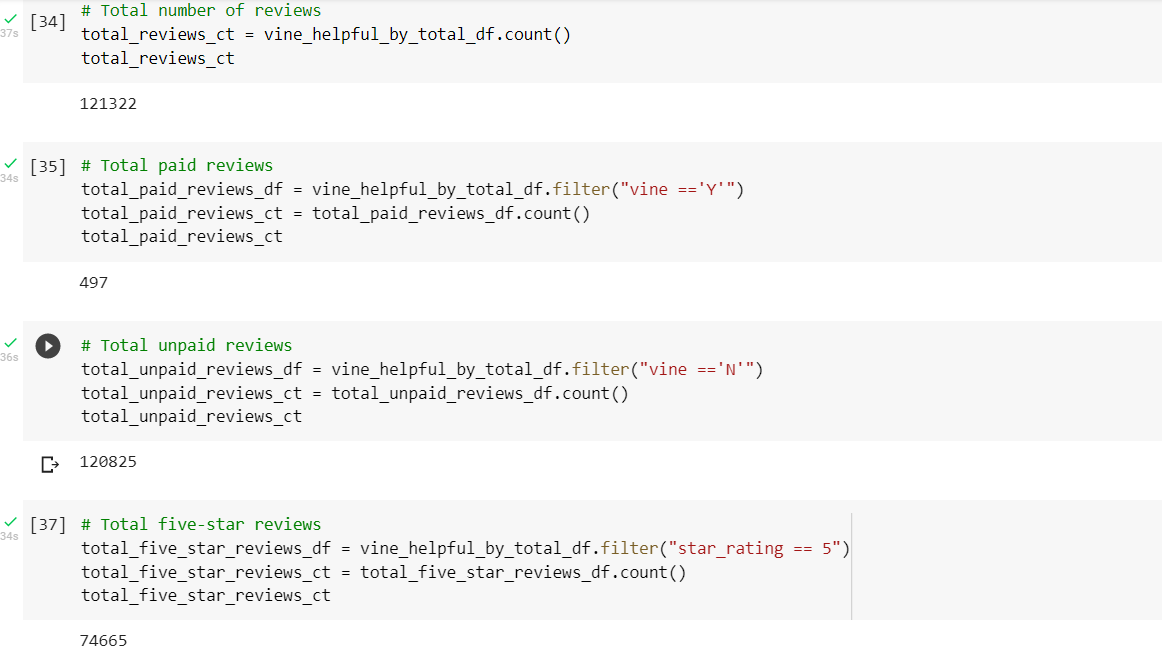 [34] # Total number of reviews
37s
total_reviews_ct = vine_helpful_by_total_df.count()
total_reviews_ct
121322
[35] # Total paid reviews
34s
total_paid_reviews_df = vine_helpful_by_total_df.filter("vine =='Y'")
total_paid_reviews_ct = total_paid_reviews_df.count()
total_paid_reviews_ct
497
# Total unpaid reviews
36s
total_unpaid_reviews_df = vine_helpful_by_total_df.filter("vine =='N'")
total_unpaid_reviews_ct = total_unpaid_reviews_df.count()
total_unpaid_reviews_ct
120825
[37] # Total five-star reviews
34s
total_five_star_reviews_df = vine_helpful_by_total_df.filter("star_rating == 5")
total_five_star_reviews_ct = total_five_star_reviews_df.count()
total_five_star_reviews_ct
74665